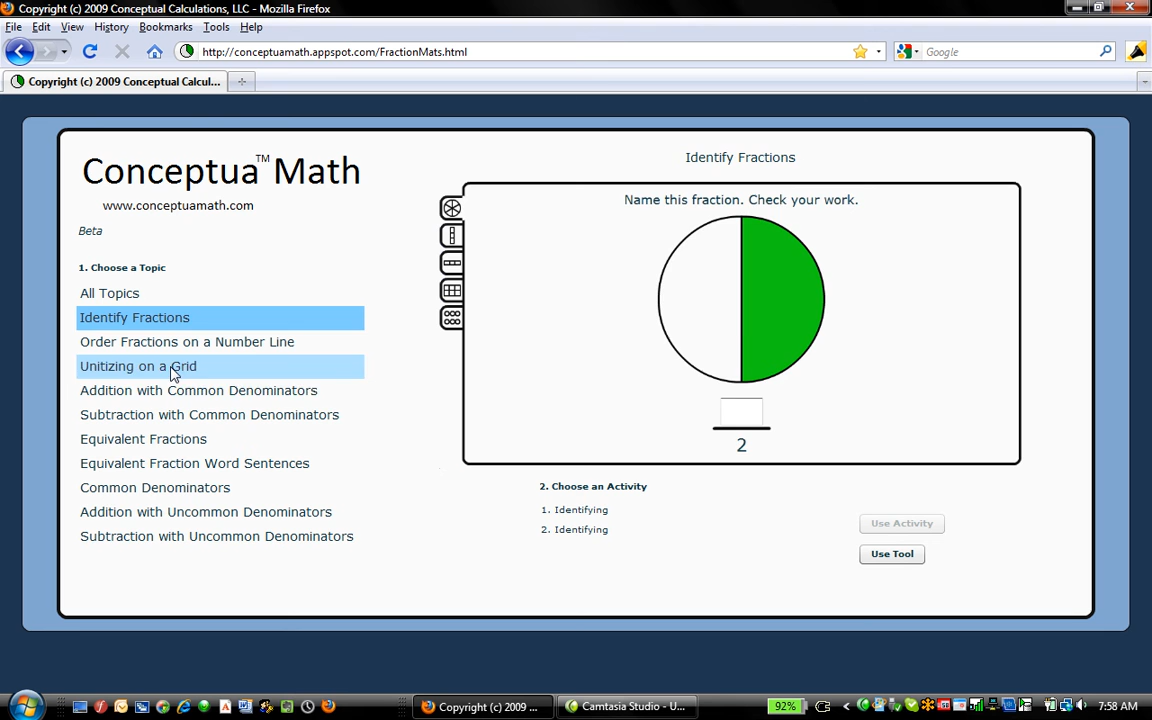 Copyright (c) 2009 Conceptual Calculations, LLC - Mozilla Firefox
File Edit View History Bookmarks Tools Help
http://conceptuamath.appspot.com/FractionMats.html
Google
Copyright (c) 2009 Conceptual Calcul...
Conceptua™ Math
www.conceptuamath.com
Beta
1. Choose a Topic
All Topics
Identify Fractions
Order Fractions on a Number Line
Unitizing on a Grid
Addition with Common Denominators
Subtraction with Common Denominators
Equivalent Fractions
Equivalent Fraction Word Sentences
Common Denominators
Addition with Uncommon Denominators
Subtraction with Uncommon Denominators
Identify Fractions
Name this fraction. Check your work.
2
2. Choose an Activity
1. Identifying
2. Identifying
Use Activity
Use Tool
Copyright (c) 2009 ...
Camtasia Studio - U...
92%
7:58 AM